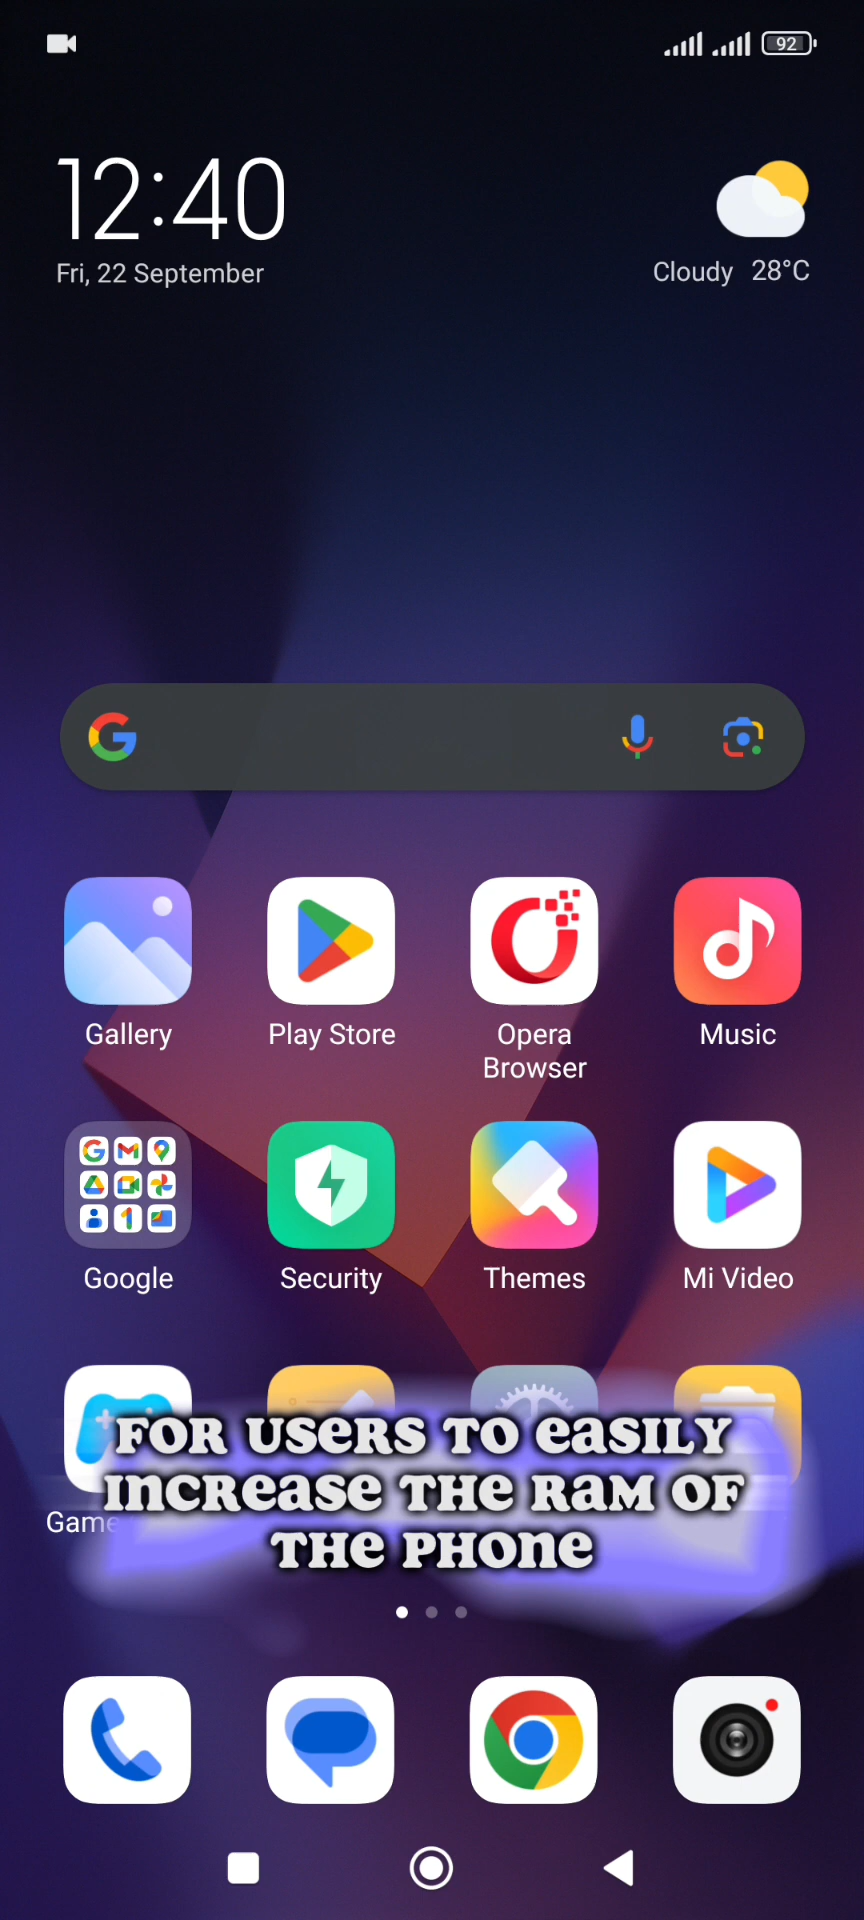 92
12:40
Fri, 22 September
Cloudy 28°C
Gallery
Play Store
Opera
Browser
Music
Google
Security
Themes
Mi Video
Game
FOR USERS TO EASILY
INCREASE THE RAM OF
THE PHONE